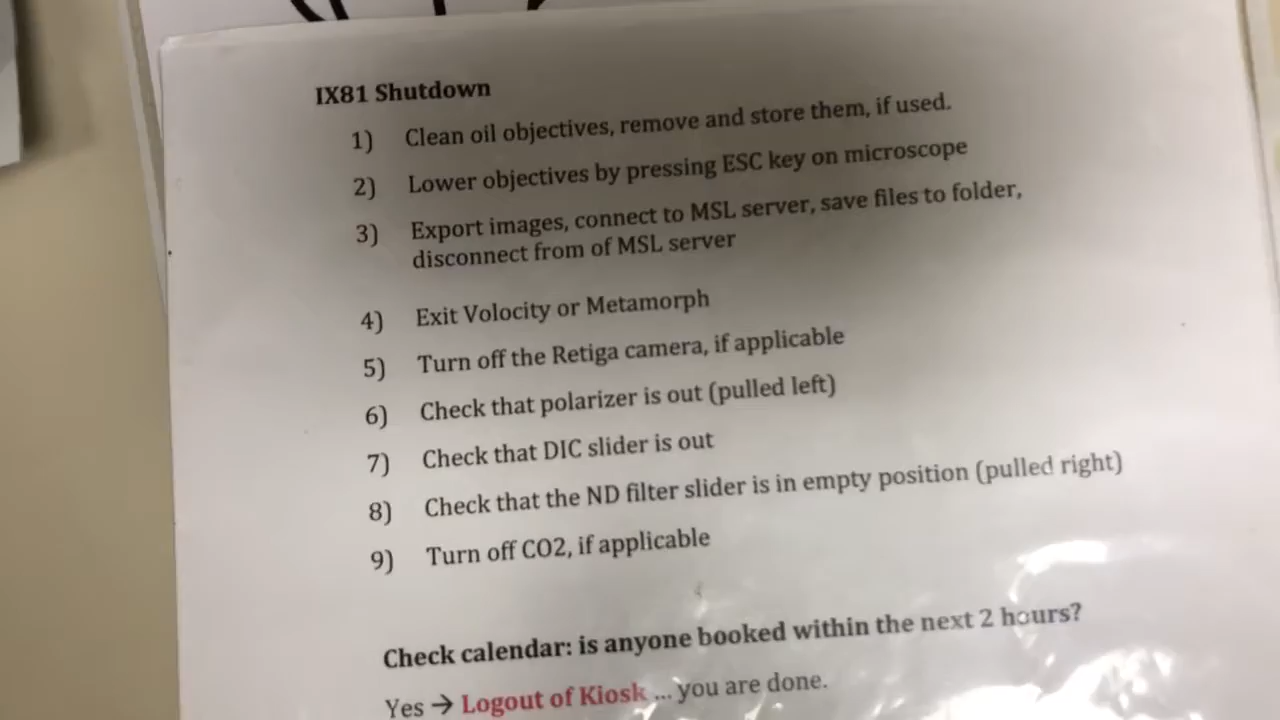 IX81 Shutdown
1) Clean oil objectives, remove and store them, if used.
2) Lower objectives by pressing ESC key on microscope
3) Export images, connect to MSL server, save files to folder,
disconnect from of MSL server
4) Exit Volocity or Metamorph
5) Turn off the Retiga camera, if applicable
6) Check that polarizer is out (pulled left)
7) Check that DIC slider is out
8) Check that the ND filter slider is in empty position (pulled right)
9) Turn off CO2, if applicable
Check calendar: is anyone booked within the next 2 hours?
Yes → Logout of Kiosk ... you are done.